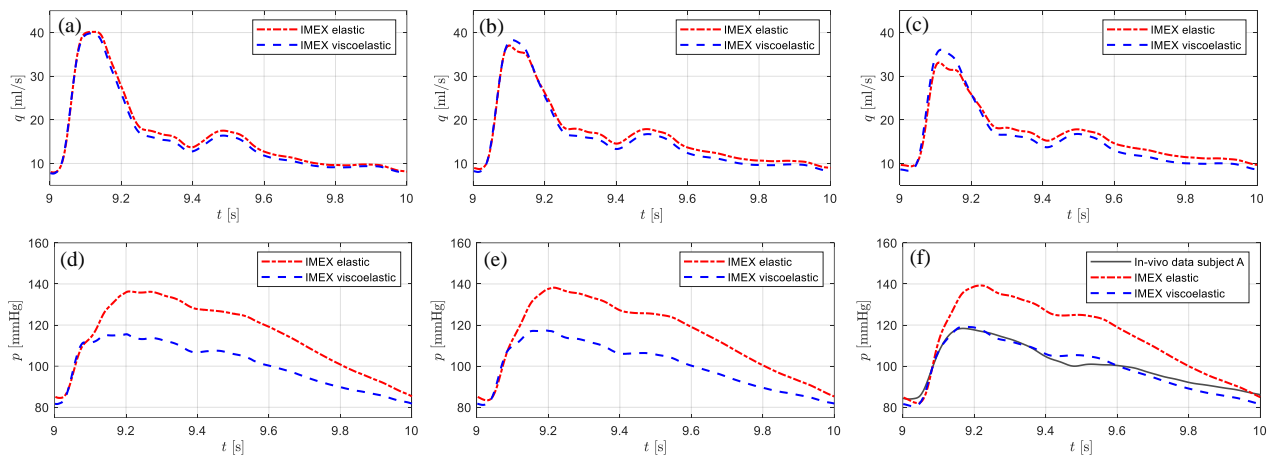 (a)
IMEX elastic
IMEX viscoelastic
40
30
20
10
q [ml/s]
9
9.2
9.4
9.6
9.8
10
t [s]
(b)
IMEX elastic
IMEX viscoelastic
40
30
20
10
q [ml/s]
9
9.2
9.4
9.6
9.8
10
t [s]
(c)
IMEX elastic
IMEX viscoelastic
40
30
20
10
q [ml/s]
9
9.2
9.4
9.6
9.8
10
t [s]
(d)
IMEX elastic
IMEX viscoelastic
160
140
120
100
80
p [mmHg]
9
9.2
9.4
9.6
9.8
10
t [s]
(e)
IMEX elastic
IMEX viscoelastic
160
140
120
100
80
p [mmHg]
9
9.2
9.4
9.6
9.8
10
t [s]
(f)
In-vivo data subject A
IMEX elastic
IMEX viscoelastic
160
140
120
100
80
p [mmHg]
9
9.2
9.4
9.6
9.8
10
t [s]